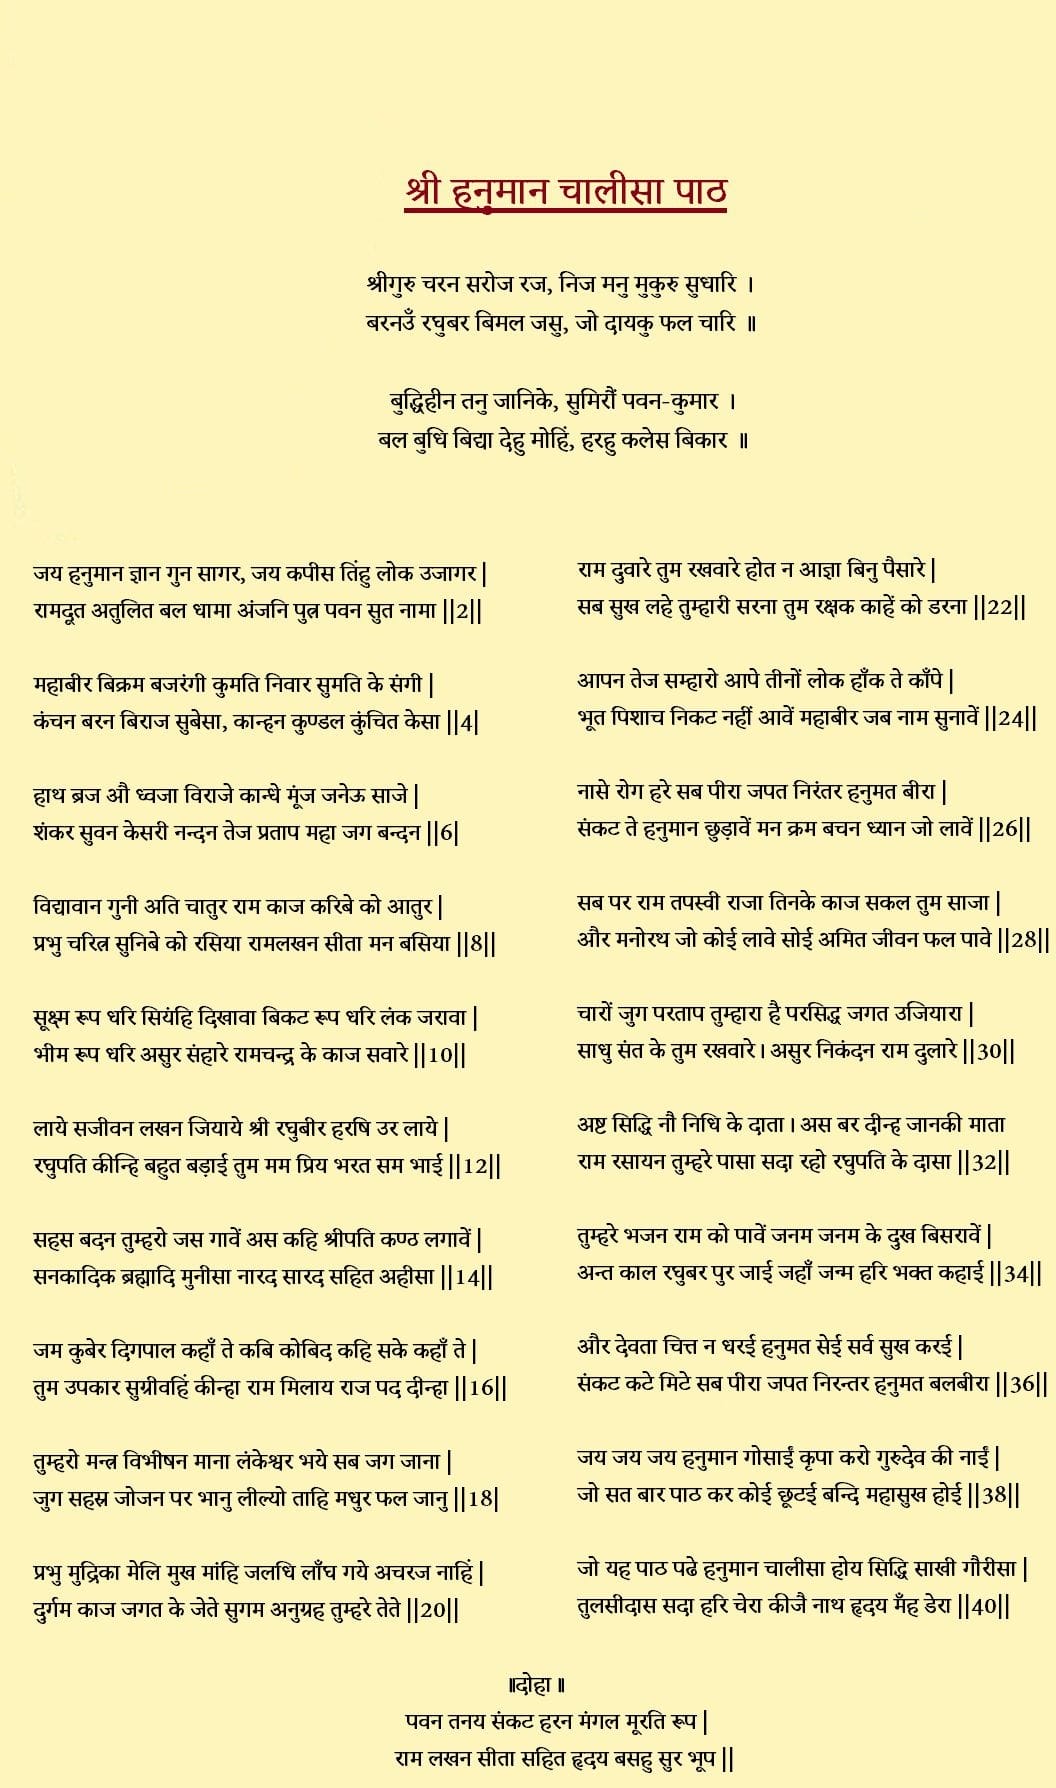 श्री हनुमान चालीसा पाठ
श्रीगुरु चरन सरोज रज, निज मनु मुकुरु सुधारि ।
बरनउँ रघुबर बिमल जसु, जो दायकु फल चारि ॥
बुद्धिहीन तनु जानिके, सुमिरौं पवन-कुमार ।
बल बुधि बिद्या देहु मोहिं, हरहु कलेस बिकार ॥
जय हनुमान ज्ञान गुन सागर, जय कपीस तिंहु लोक उजागर|
रामदूत अतुलित बल धामा अंजनि पुत्र पवन सुत नामा||2||
महाबीर बिक्रम बजरंगी कुमति निवार सुमति के संगी|
कंचन बरन बिराज सुबेसा, कान्हन कुण्डल कुंचित केसा||4|
हाथ ब्रज औ ध्वजा विराजे कान्धे मूंज जनेऊ साजे|
शंकर सुवन केसरी नन्दन तेज प्रताप महा जग बन्दन||6|
विद्यावान गुनी अति चातुर राम काज करिबे को आतुर|
प्रभु चरित्र सुनिबे को रसिया रामलखन सीता मन बसिया||8||
सूक्ष्म रूप धरि सियंहि दिखावा बिकट रूप धरि लंक जरावा|
भीम रूप धरि असुर संहारे रामचन्द्र के काज सवारे||10||
लाये सजीवन लखन जियाये श्री रघुबीर हरषि उर लाये|
रघुपति कीन्हि बहुत बड़ाई तुम मम प्रिय भरत सम भाई||12||
सहस बदन तुम्हरो जस गावें अस कहि श्रीपति कण्ठ लगावें|
सनकादिक ब्रह्मादि मुनीसा नारद सारद सहित अहीसा||14||
जम कुबेर दिगपाल कहाँ ते कबि कोबिद कहि सके कहाँ ते|
तुम उपकार सुग्रीवहिं कीन्हा राम मिलाय राज पद दीन्हा||16||
तुम्हरो मन्त्र विभीषन माना लंकेश्वर भये सब जग जाना|
जुग सहस्र जोजन पर भानु लील्यो ताहि मधुर फल जानु||18|
प्रभु मुद्रिका मेलि मुख मांहि जलधि लाँघ गये अचरज नाहिं|
दुर्गम काज जगत के जेते सुगम अनुग्रह तुम्हरे तेते||20||
राम दुवारे तुम रखवारे होत न आज्ञा बिनु पैसारे|
सब सुख लहे तुम्हारी सरना तुम रक्षक काहें को डरना||22||
आपन तेज सम्हारो आपे तीनों लोक हाँक ते काँपे|
भूत पिशाच निकट नहीं आवें महाबीर जब नाम सुनावें||24||
नासे रोग हरे सब पीरा जपत निरंतर हनुमत बीरा|
संकट ते हनुमान छुड़ावें मन क्रम बचन ध्यान जो लावें||26||
सब पर राम तपस्वी राजा तिनके काज सकल तुम साजा|
और मनोरथ जो कोई लावे सोई अमित जीवन फल पावे||28||
चारों जुग परताप तुम्हारा है परसिद्ध जगत उजियारा|
साधु संत के तुम रखवारे। असुर निकंदन राम दुलारे||30||
अष्ट सिद्धि नौ निधि के दाता। अस बर दीन्ह जानकी माता
राम रसायन तुम्हरे पासा सदा रहो रघुपति के दासा||32||
तुम्हरे भजन राम को पावें जनम जनम के दुख बिसरावें|
अन्त काल रघुबर पुर जाई जहाँ जन्म हरि भक्त कहाई||34||
और देवता चित्त न धरई हनुमत सेई सर्व सुख करई|
संकट कटे मिटे सब पीरा जपत निरन्तर हनुमत बलबीरा||36||
जय जय जय हनुमान गोसाईं कृपा करो गुरुदेव की नाईं|
जो सत बार पाठ कर कोई छूटई बन्दि महासुख होई||38||
जो यह पाठ पढे हनुमान चालीसा होय सिद्धि साखी गौरीसा|
तुलसीदास सदा हरि चेरा कीजै नाथ हृदय मँह डेरा||40||
॥दोहा॥
पवन तनय संकट हरन मंगल मूरति रूप|
राम लखन सीता सहित हृदय बसहु सुर भूप||